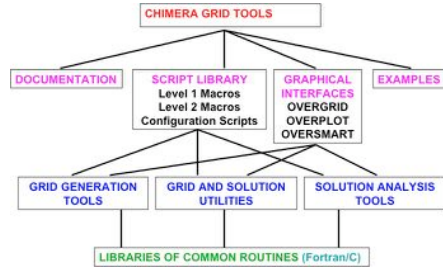 CHIMERA GRID TOOLS
DOCUMENTATION
SCRIPT LIBRARY
Level 1 Macros
Level 2 Macros
Configuration Scripts
GRAPHICAL
INTERFACES
OVERGRID
OVERPLOT
OVERSMART
EXAMPLES
GRID GENERATION
TOOLS
GRID AND SOLUTION
UTILITIES
SOLUTION ANALYSIS
TOOLS
LIBRARIES OF COMMON ROUTINES (Fortran/C)